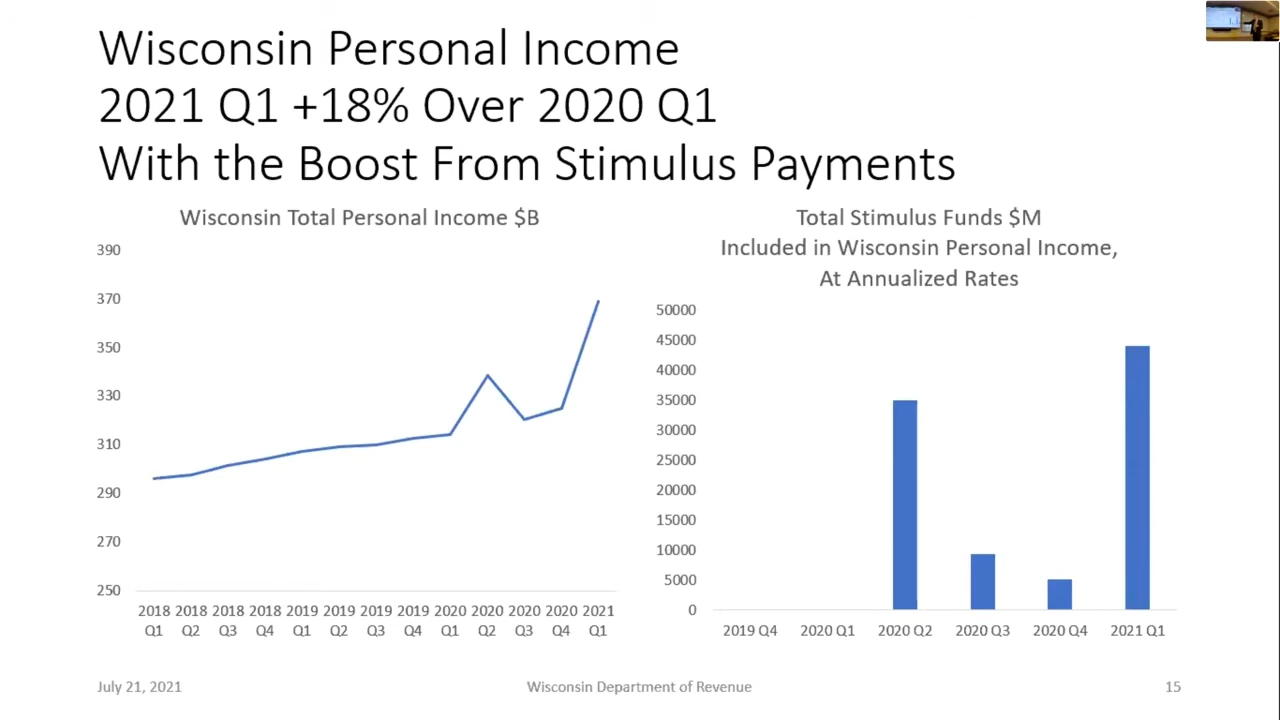 Wisconsin Personal Income
2021 Q1 +18% Over 2020 Q1
With the Boost From Stimulus Payments
Wisconsin Total Personal Income $B
390
370
350
330
310
290
270
250
2018 2018 2018 2018 2019 2019 2019 2019 2020 2020 2020 2020 2021
Q1 Q2 Q3 Q4 Q1 Q2 Q3 Q4 Q1 Q2 Q3 Q4 Q1
Total Stimulus Funds $M
Included in Wisconsin Personal Income,
At Annualized Rates
50000
45000
40000
35000
30000
25000
20000
15000
10000
5000
0
2019 Q4 2020 Q1 2020 Q2 2020 Q3 2020 Q4 2021 Q1
July 21, 2021 Wisconsin Department of Revenue 15